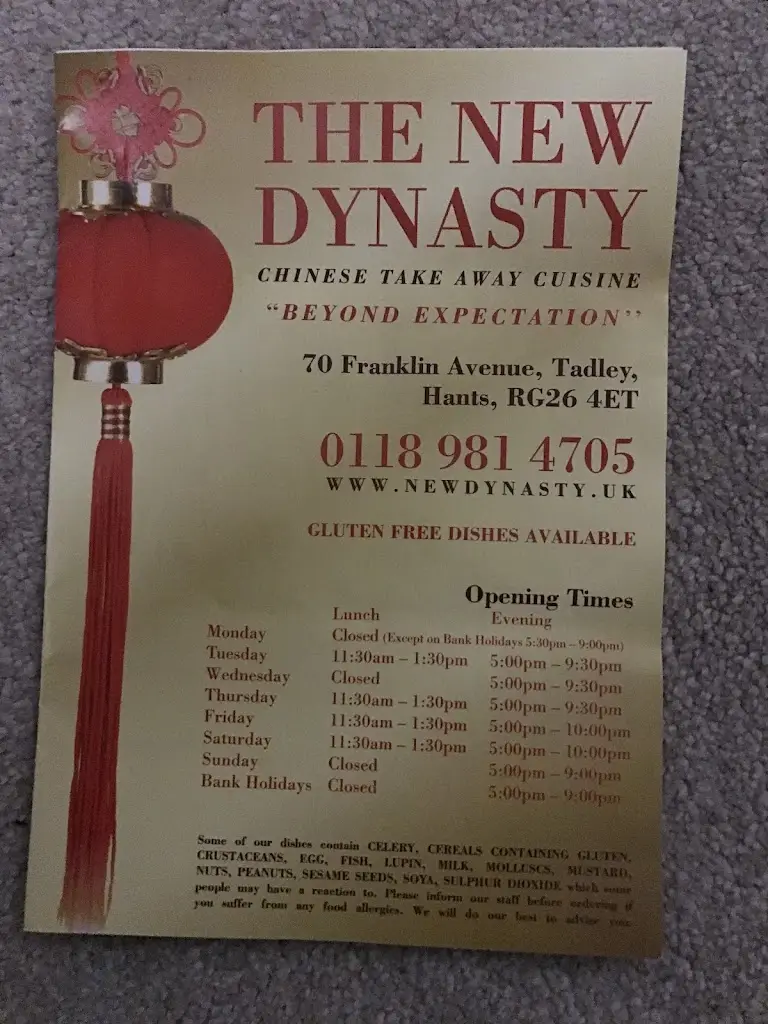 THE NEW
DYNASTY
CHINESE TAKE AWAY CUISINE
"BEYOND EXPECTATION"
70 Franklin Avenue, Tadley,
Hants, RG26 4ET
0118 981 4705
WWW.NEWDYNASTY.UK
GLUTEN FREE DISHES AVAILABLE
Opening Times
Lunch Evening
Monday Closed (Except on Bank Holidays 5:30pm – 9:00pm)
Tuesday 11:30am – 1:30pm 5:00pm – 9:30pm
Wednesday Closed 5:00pm – 9:30pm
Thursday 11:30am – 1:30pm 5:00pm – 9:30pm
Friday 11:30am – 1:30pm 5:00pm – 10:00pm
Saturday 11:30am – 1:30pm 5:00pm – 10:00pm
Sunday Closed 5:00pm – 9:00pm
Bank Holidays Closed 5:00pm – 9:00pm
Some of our dishes contain CELERY, CEREALS CONTAINING GLUTEN,
CRUSTACEANS, EGG, FISH, LUPIN, MILK, MOLLUSCS, MUSTARD,
NUTS, PEANUTS, SESAME SEEDS, SOYA, SULPHUR DIOXIDE which some
people may have a reaction to. Please inform our staff before ordering if
you suffer from any food allergies. We will do our best to advise you.